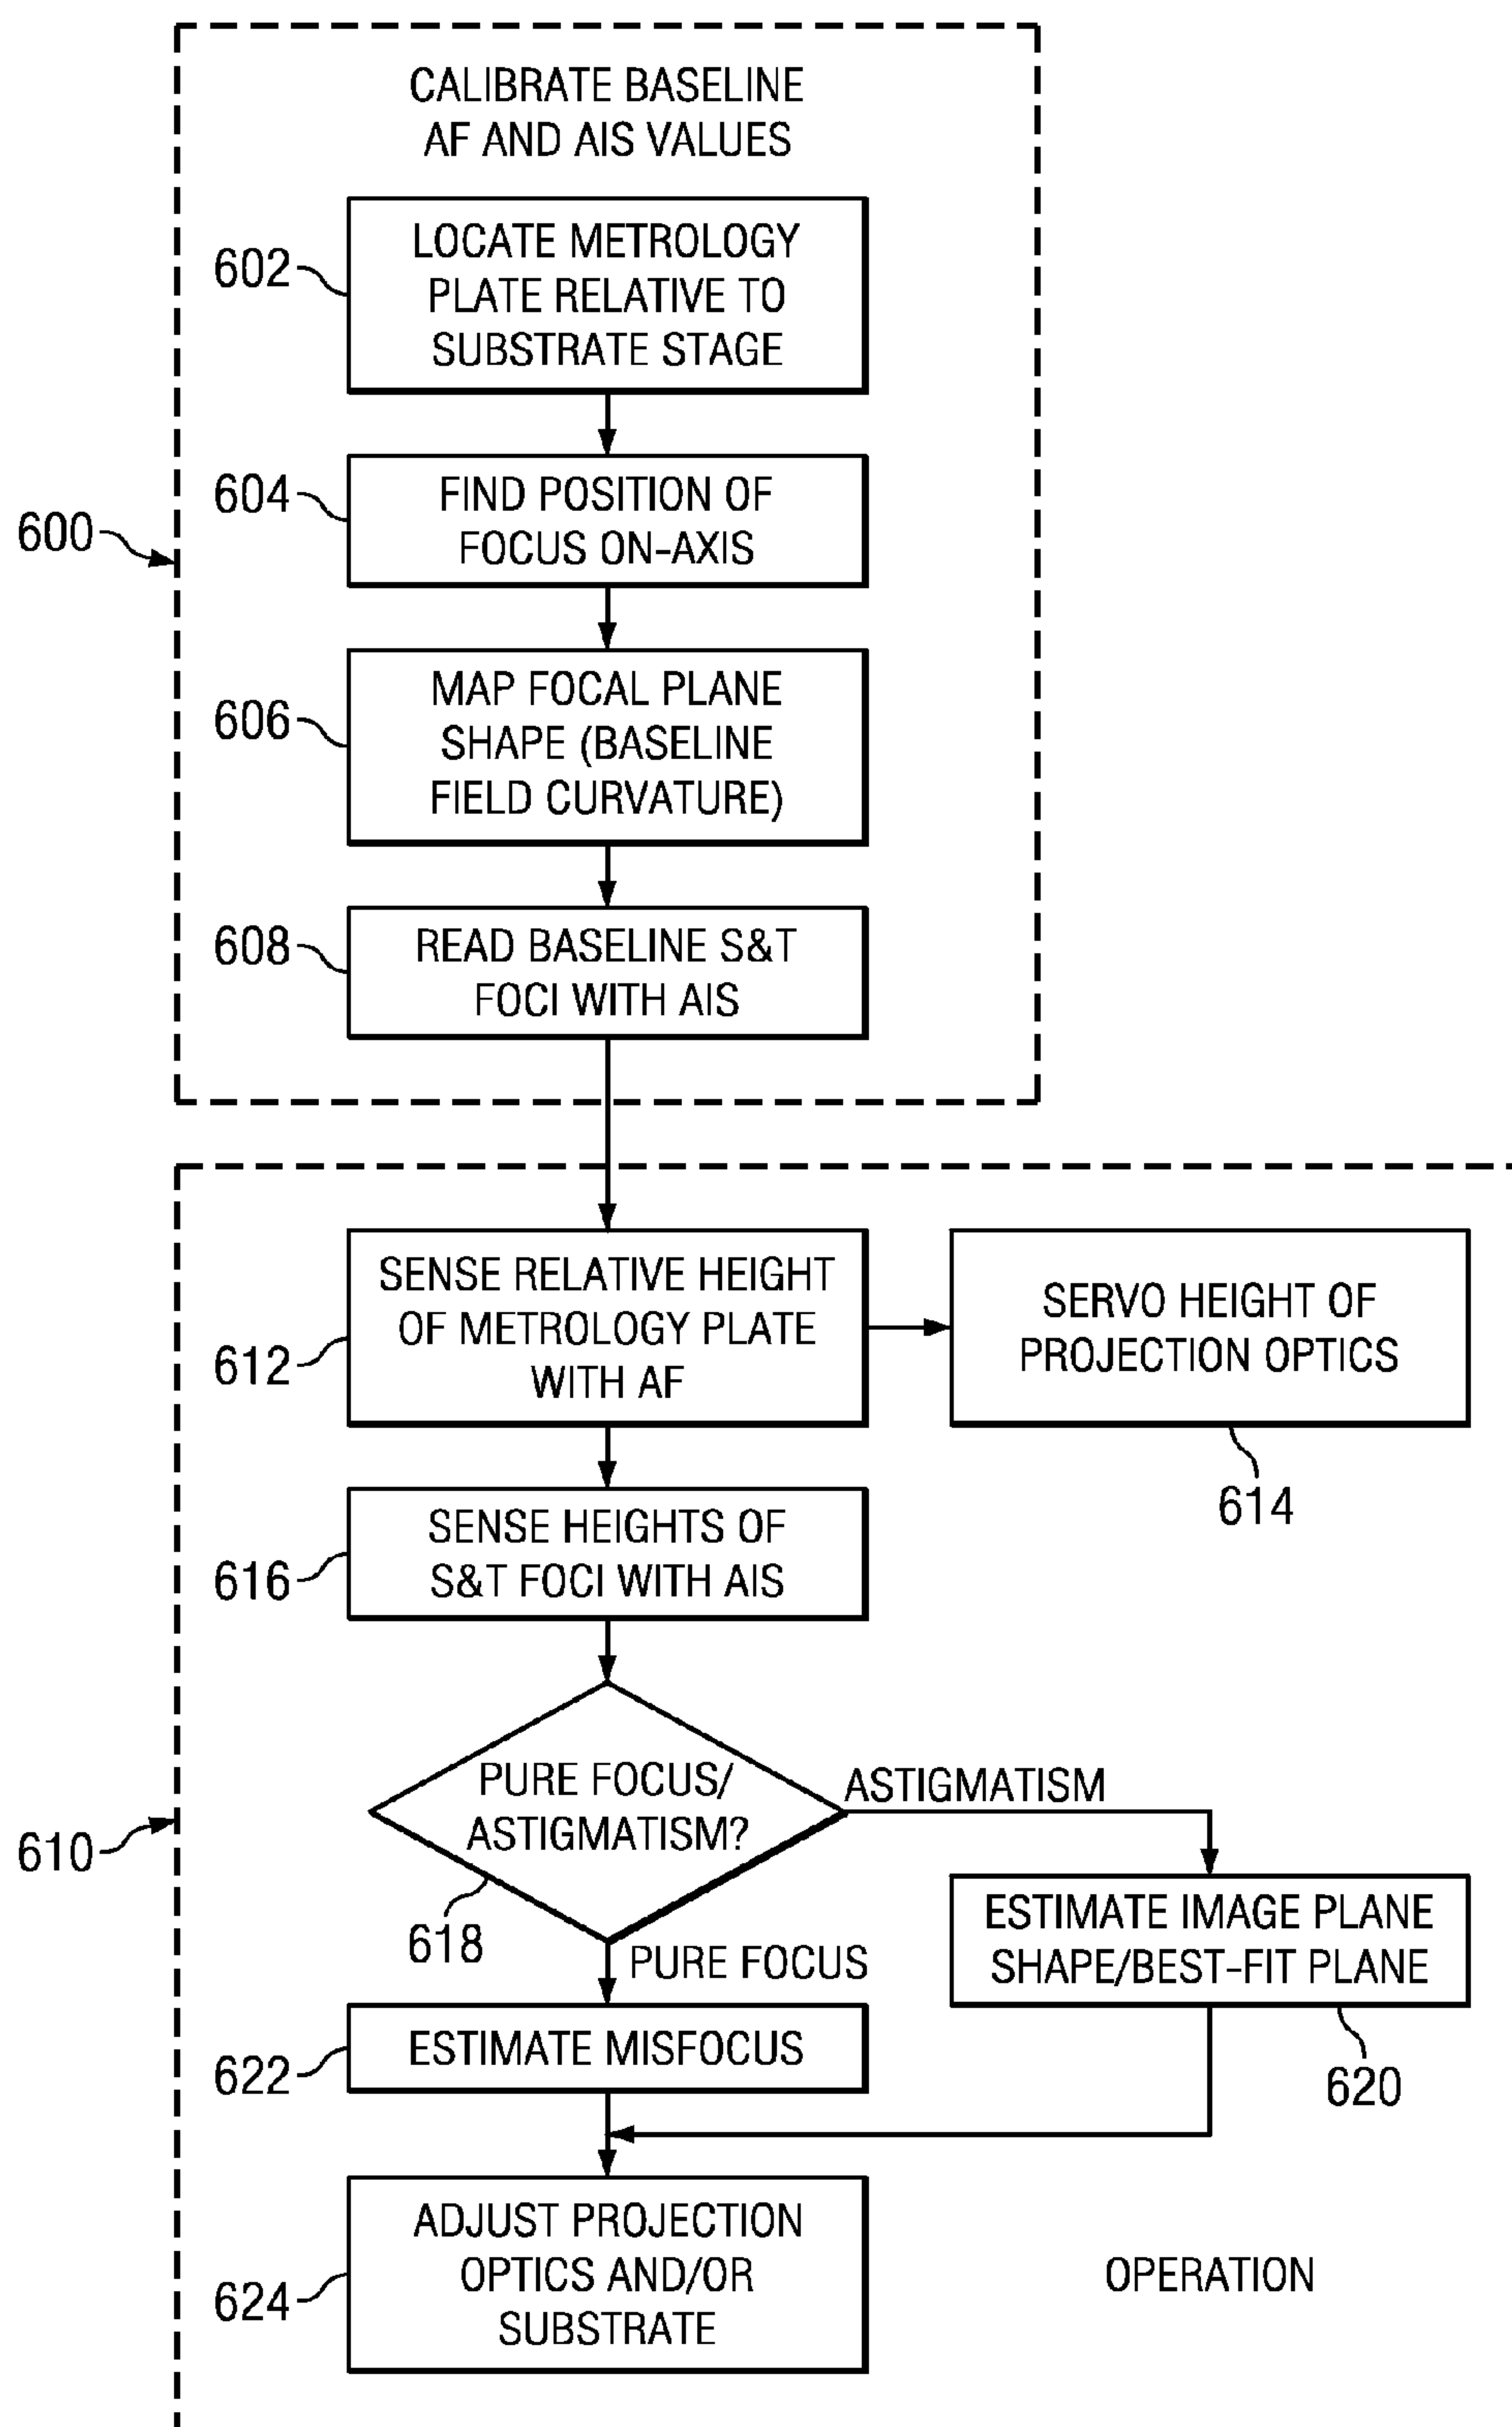 CALIBRATE BASELINE
AF AND AIS VALUES
602
LOCATE METROLOGY
PLATE RELATIVE TO
SUBSTRATE STAGE
604
FIND POSITION OF
FOCUS ON-AXIS
600
606
MAP FOCAL PLANE
SHAPE (BASELINE
FIELD CURVATURE)
608
READ BASELINE S&T
FOCI WITH AIS
612
SENSE RELATIVE HEIGHT
OF METROLOGY PLATE
WITH AF
SERVO HEIGHT OF
PROJECTION OPTICS
614
616
SENSE HEIGHTS OF
S&T FOCI WITH AIS
610
PURE FOCUS/
ASTIGMATISM?
618
ASTIGMATISM
PURE FOCUS
ESTIMATE IMAGE PLANE
SHAPE/BEST-FIT PLANE
620
622
ESTIMATE MISFOCUS
624
ADJUST PROJECTION
OPTICS AND/OR
SUBSTRATE
OPERATION